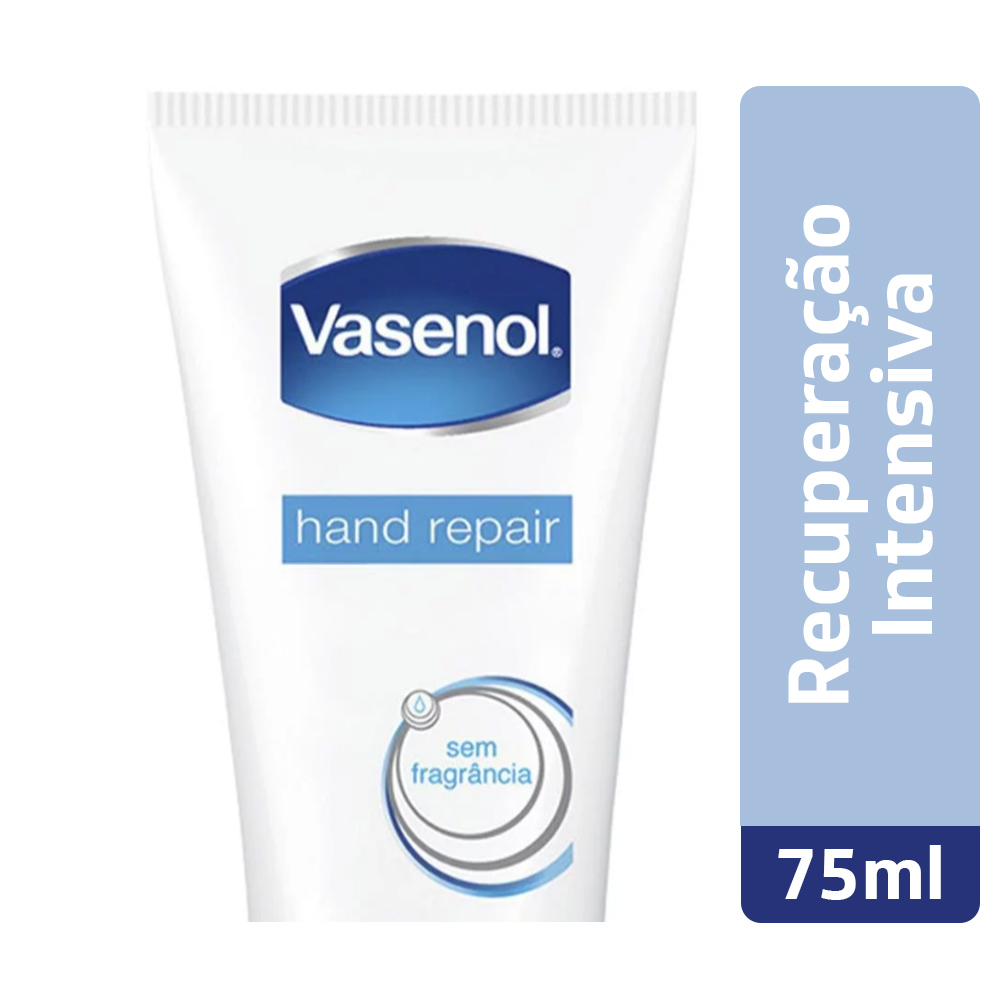 Vasenol®
hand repair
sem
fragrância
Recuperação
Intensiva
75ml